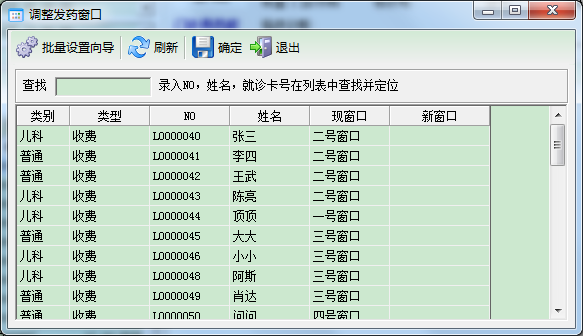 调整发药窗口
批量设置向导 刷新 确定 退出
查找 录入NO，姓名，就诊卡号在列表中查找并定位
类别 类型 NO 姓名 现窗口 新窗口
儿科 收费 L0000040 张三 二号窗口
普通 收费 L0000041 李四 二号窗口
普通 收费 L0000042 王武 二号窗口
儿科 收费 L0000043 陈亮 二号窗口
儿科 收费 L0000044 顶顶 一号窗口
普通 收费 L0000045 大大 三号窗口
儿科 收费 L0000046 小小 三号窗口
儿科 收费 L0000048 阿斯 三号窗口
普通 收费 L0000049 肖达 三号窗口
普通 收费 L0000050 问问 四号窗口